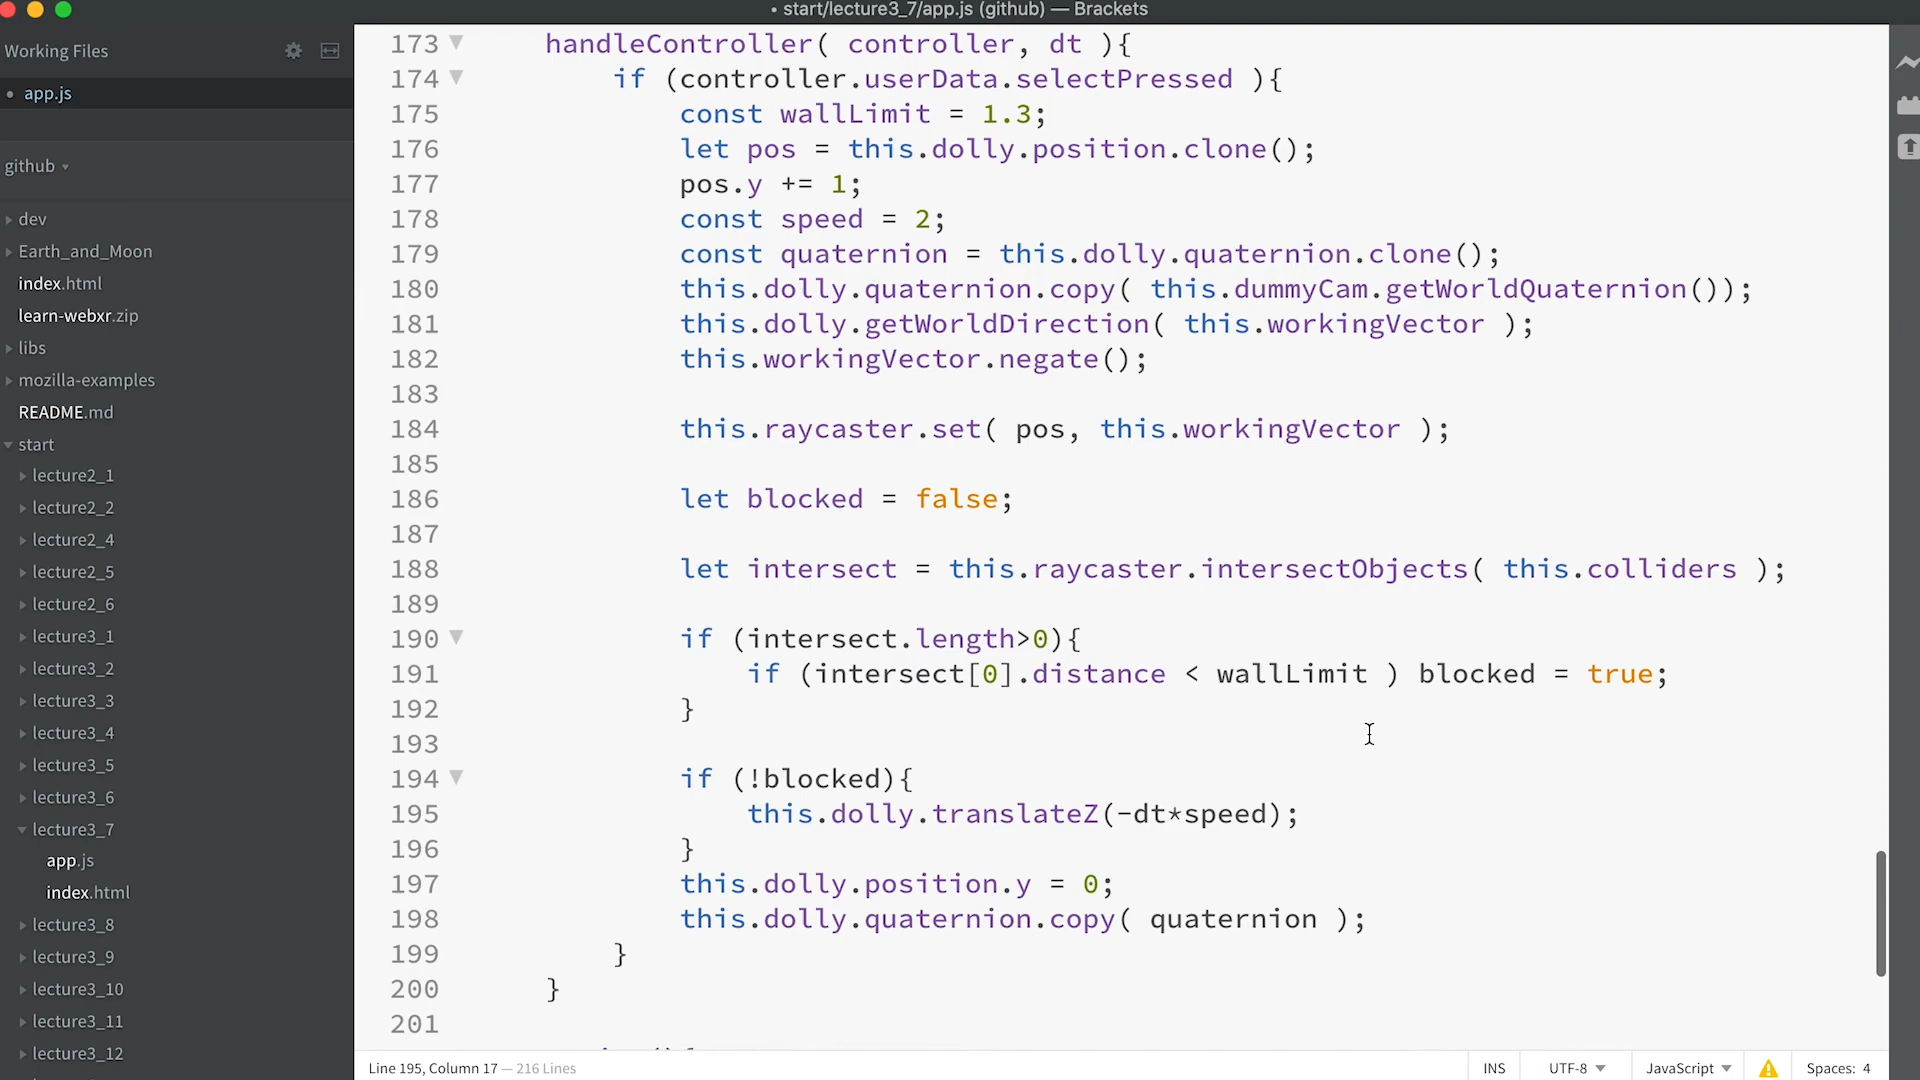 • start/lecture3_7/app.js (github) — Brackets
Working Files
• app.js
github
dev
Earth_and_Moon
index.html
learn-webxr.zip
libs
mozilla-examples
README.md
start
lecture2_1
lecture2_2
lecture2_4
lecture2_5
lecture2_6
lecture3_1
lecture3_2
lecture3_3
lecture3_4
lecture3_5
lecture3_6
lecture3_7
app.js
index.html
lecture3_8
lecture3_9
lecture3_10
lecture3_11
lecture3_12
173 handleController( controller, dt ){
174 if (controller.userData.selectPressed ){
175 const wallLimit = 1.3;
176 let pos = this.dolly.position.clone();
177 pos.y += 1;
178 const speed = 2;
179 const quaternion = this.dolly.quaternion.clone();
180 this.dolly.quaternion.copy( this.dummyCam.getWorldQuaternion());
181 this.dolly.getWorldDirection( this.workingVector );
182 this.workingVector.negate();
183
184 this.raycaster.set( pos, this.workingVector );
185
186 let blocked = false;
187
188 let intersect = this.raycaster.intersectObjects( this.colliders );
189
190 if (intersect.length>0){
191 if (intersect[0].distance < wallLimit ) blocked = true;
192 }
193
194 if (!blocked){
195 this.dolly.translateZ(-dt*speed);
196 }
197 this.dolly.position.y = 0;
198 this.dolly.quaternion.copy( quaternion );
199 }
200 }
201
Line 195, Column 17 — 216 Lines
INS UTF-8 JavaScript Spaces: 4